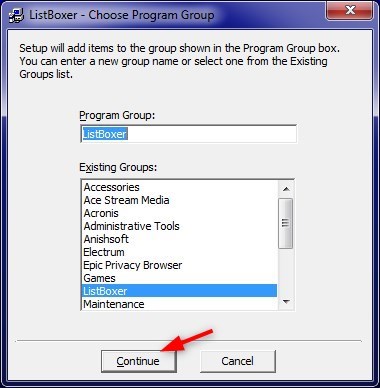 ListBoxer - Choose Program Group
Setup will add items to the group shown in the Program Group box.
You can enter a new group name or select one from the Existing
Groups list.
Program Group:
ListBoxer
Existing Groups:
Accessories
Ace Stream Media
Acronis
Administrative Tools
Anishsoft
Electrum
Epic Privacy Browser
Games
ListBoxer
Maintenance
Continue
Cancel